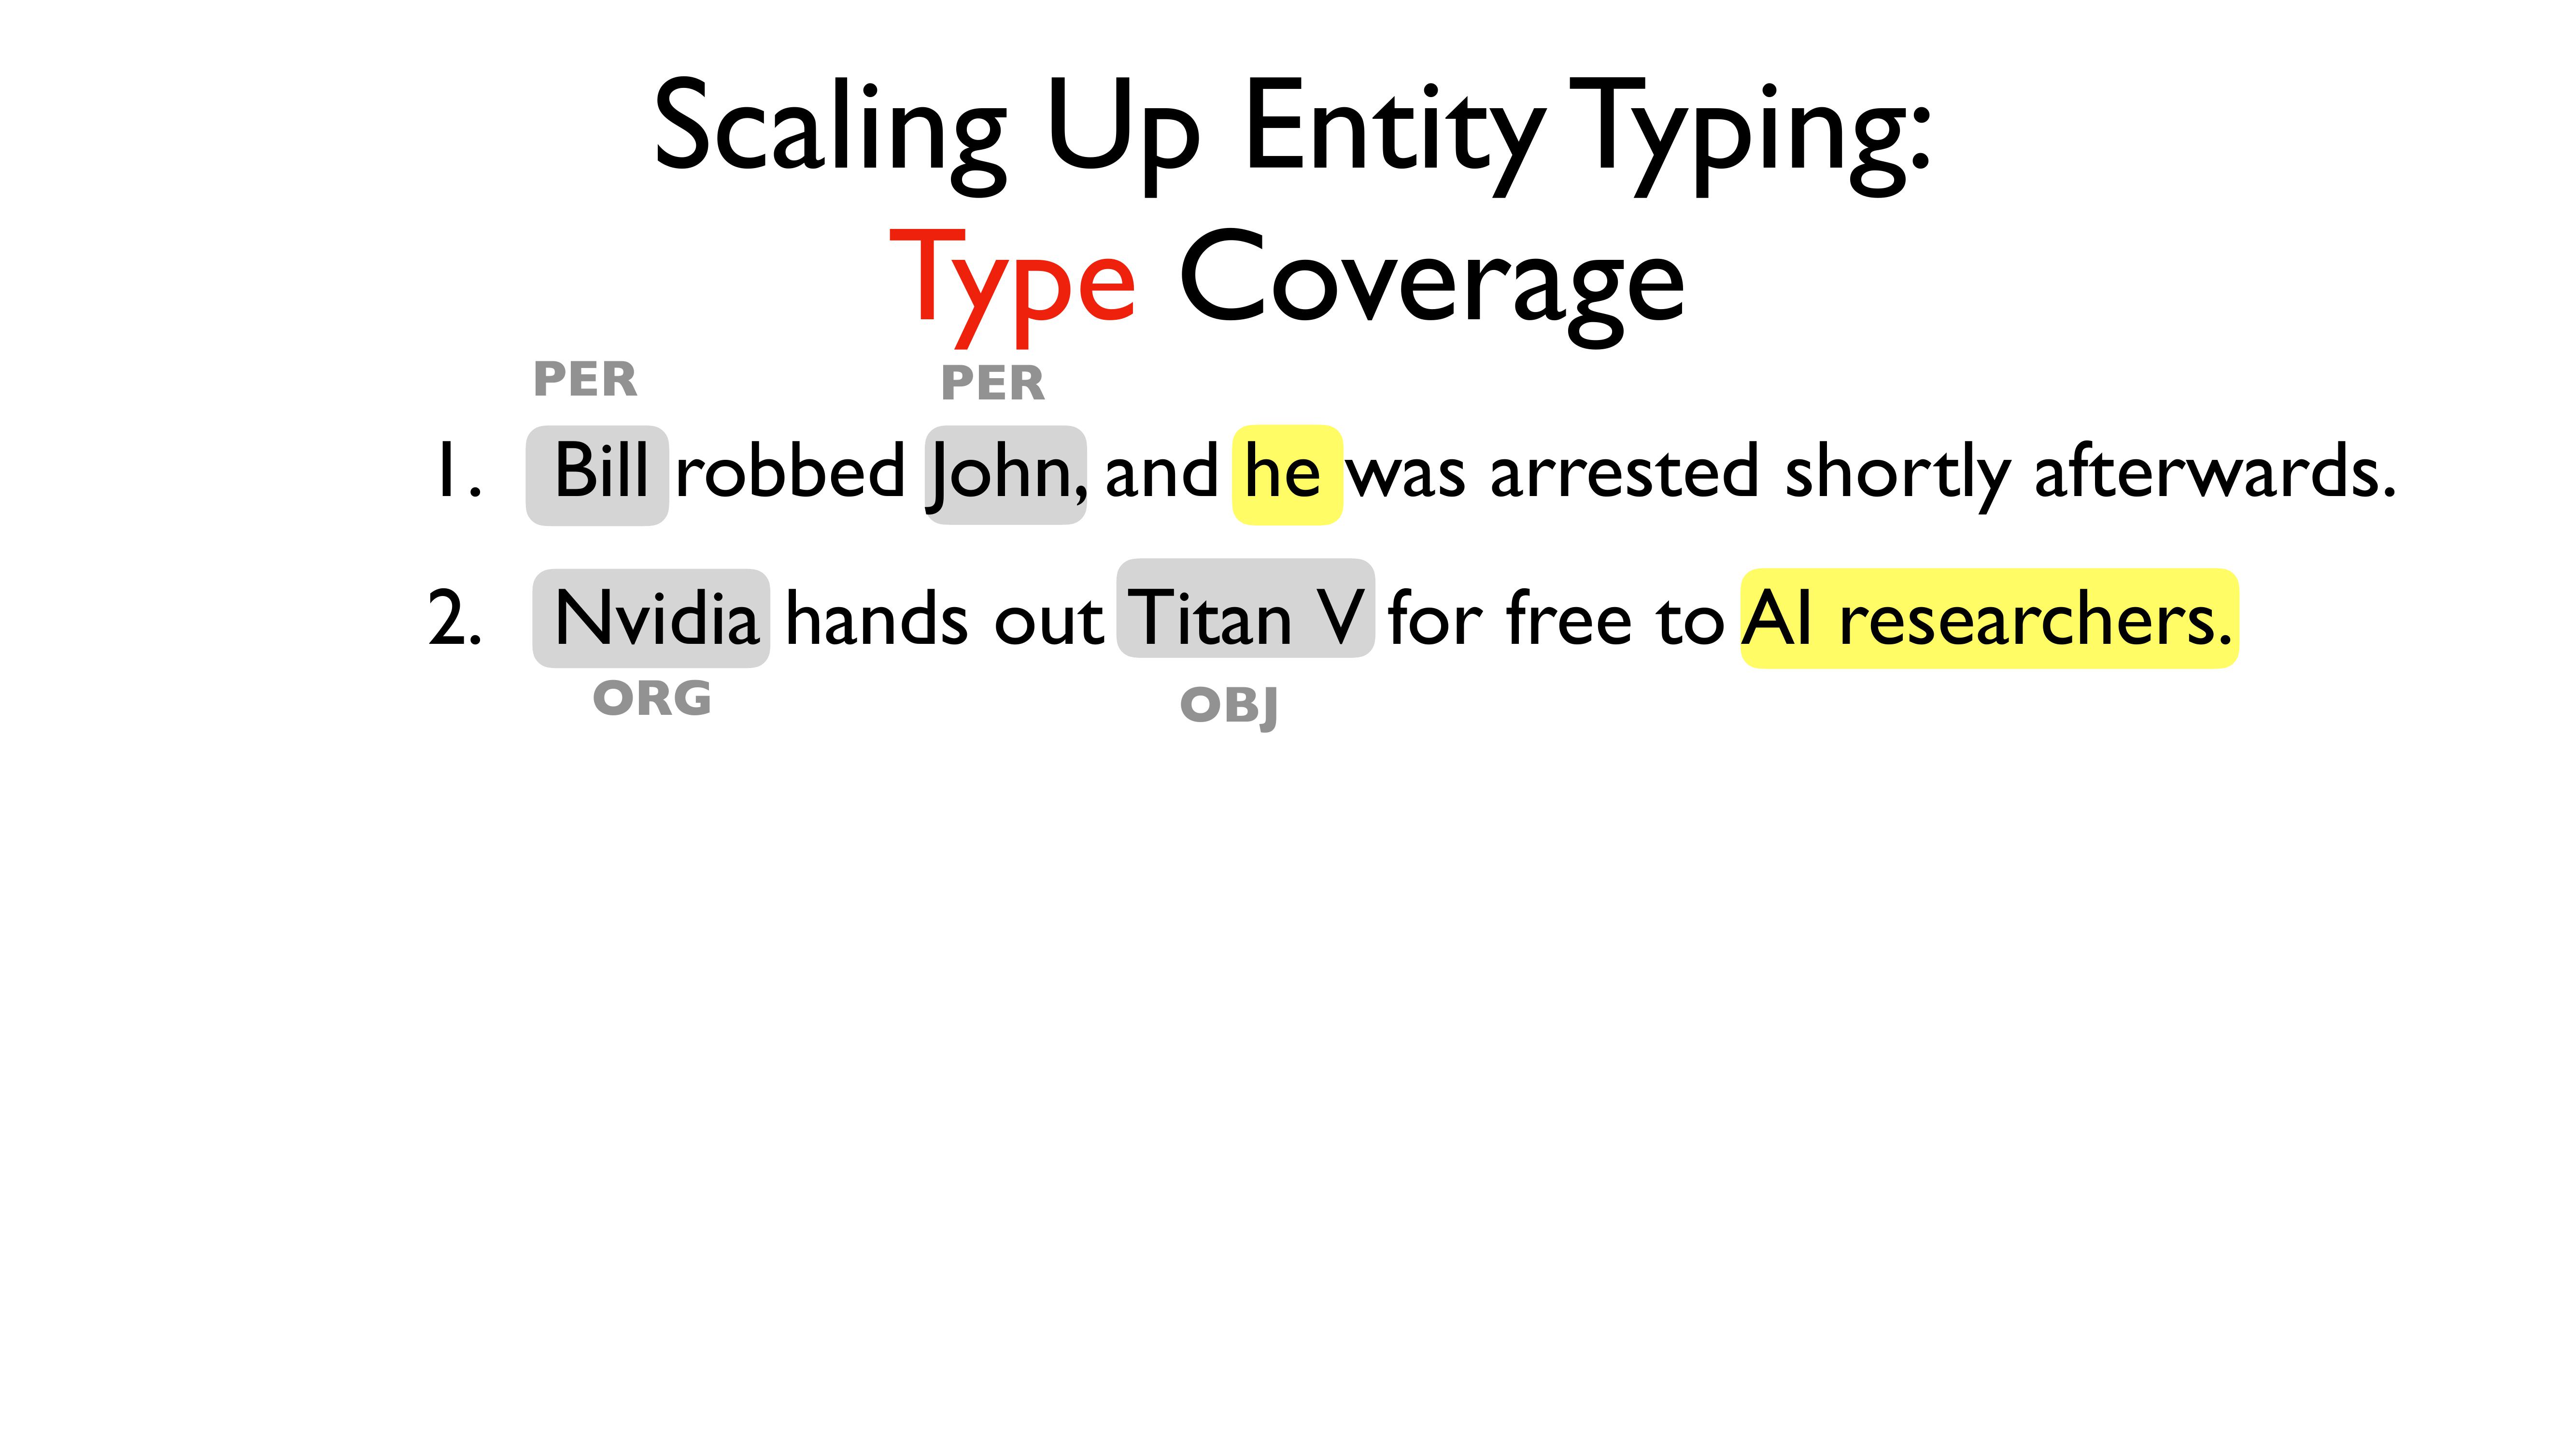 Scaling Up Entity Typing:
Type Coverage
PER PER
1. Bill robbed John, and he was arrested shortly afterwards.
2. Nvidia hands out Titan V for free to AI researchers.
ORG OBJ